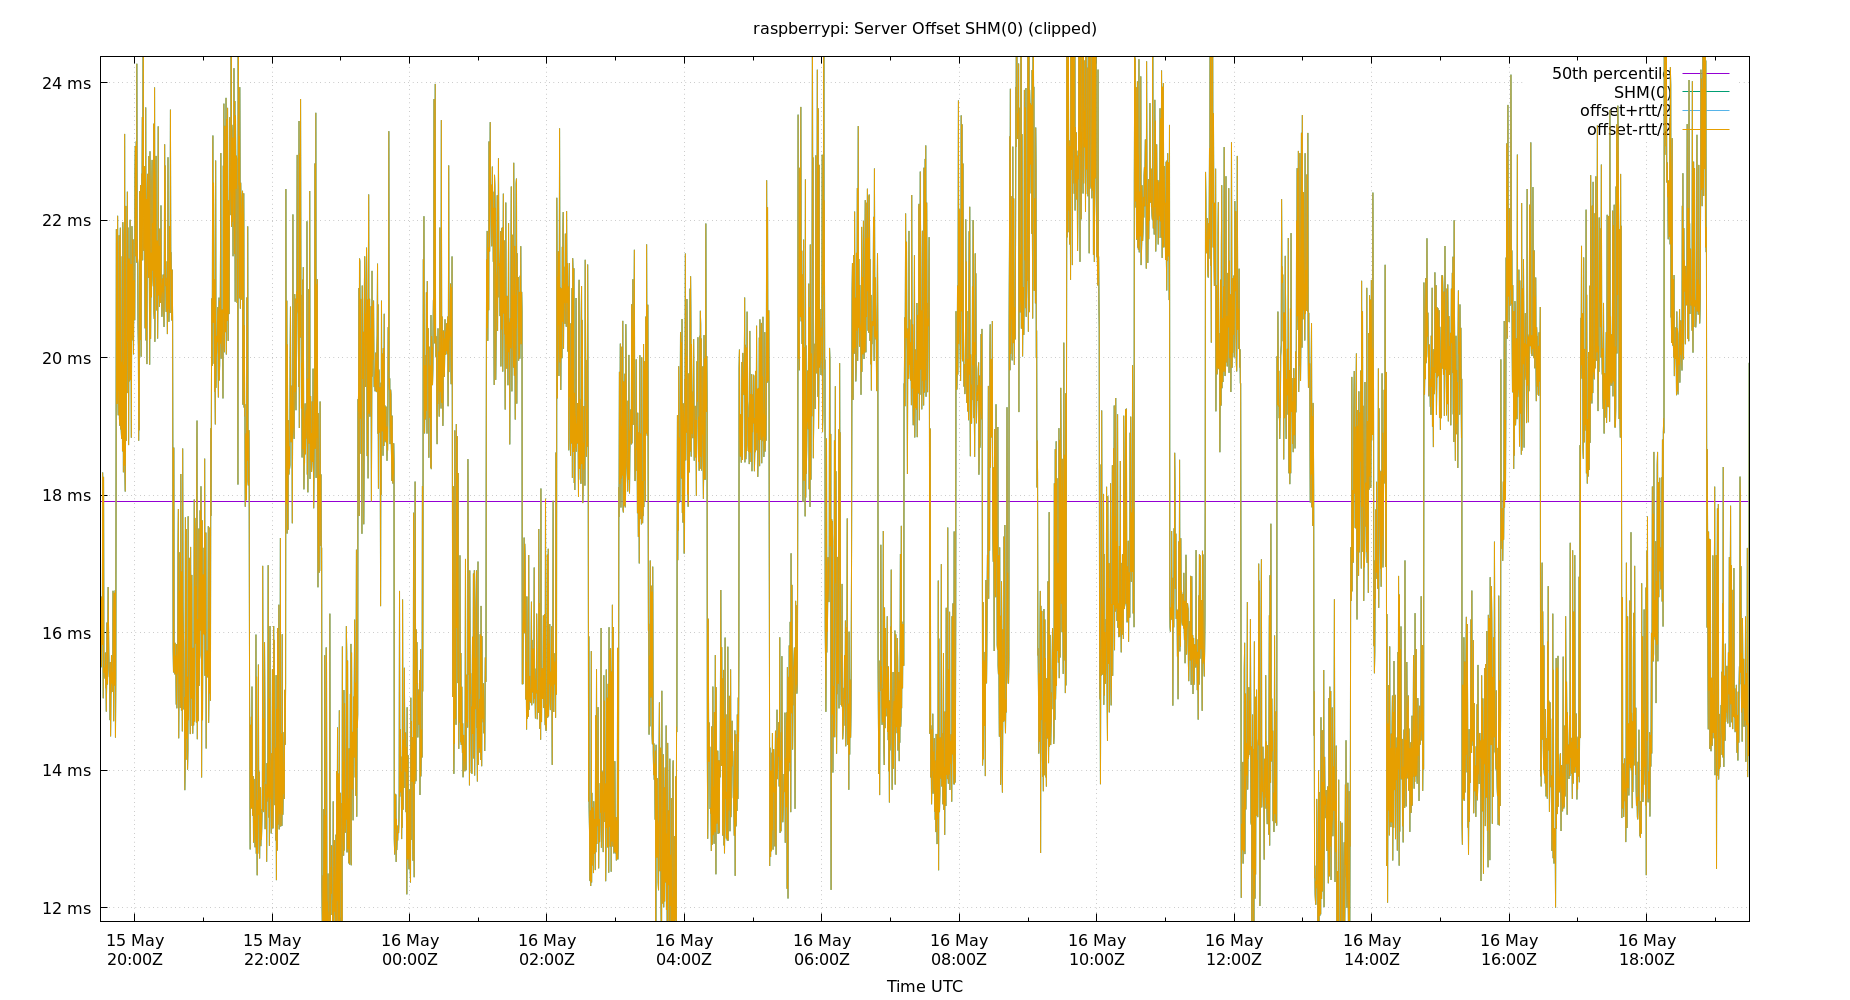 raspberrypi: Server Offset SHM(0) (clipped)
24 ms
22 ms
20 ms
18 ms
16 ms
14 ms
12 ms
50th percentile
SHM(0)
offset+rtt/2
offset-rtt/2
15 May 15 May 16 May 16 May 16 May 16 May 16 May 16 May 16 May 16 May 16 May 16 May
20:00Z 22:00Z 00:00Z 02:00Z 04:00Z 06:00Z 08:00Z 10:00Z 12:00Z 14:00Z 16:00Z 18:00Z
Time UTC